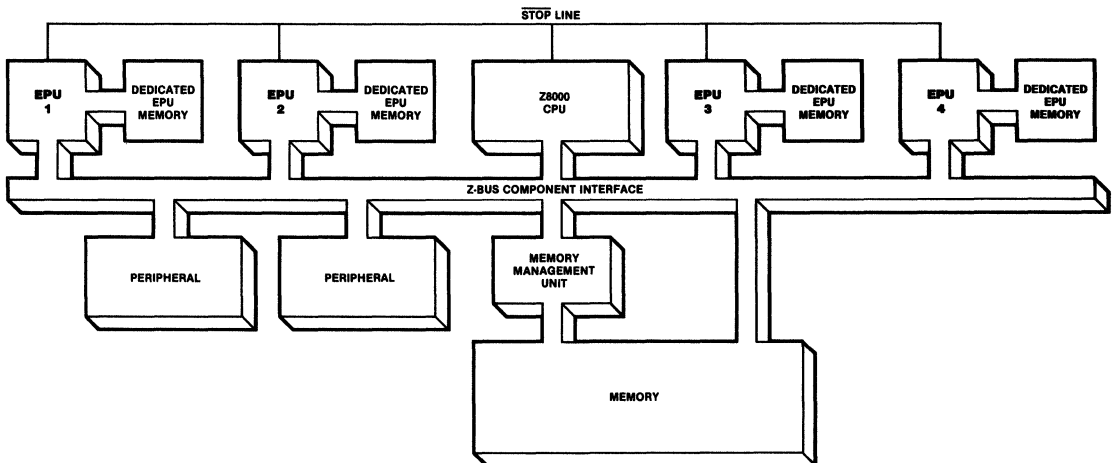 STOP LINE
EPU
1
DEDICATED
EPU
MEMORY
EPU
2
DEDICATED
EPU
MEMORY
Z8000
CPU
EPU
3
DEDICATED
EPU
MEMORY
EPU
4
DEDICATED
EPU
MEMORY
Z-BUS COMPONENT INTERFACE
PERIPHERAL
PERIPHERAL
MEMORY
MANAGEMENT
UNIT
MEMORY